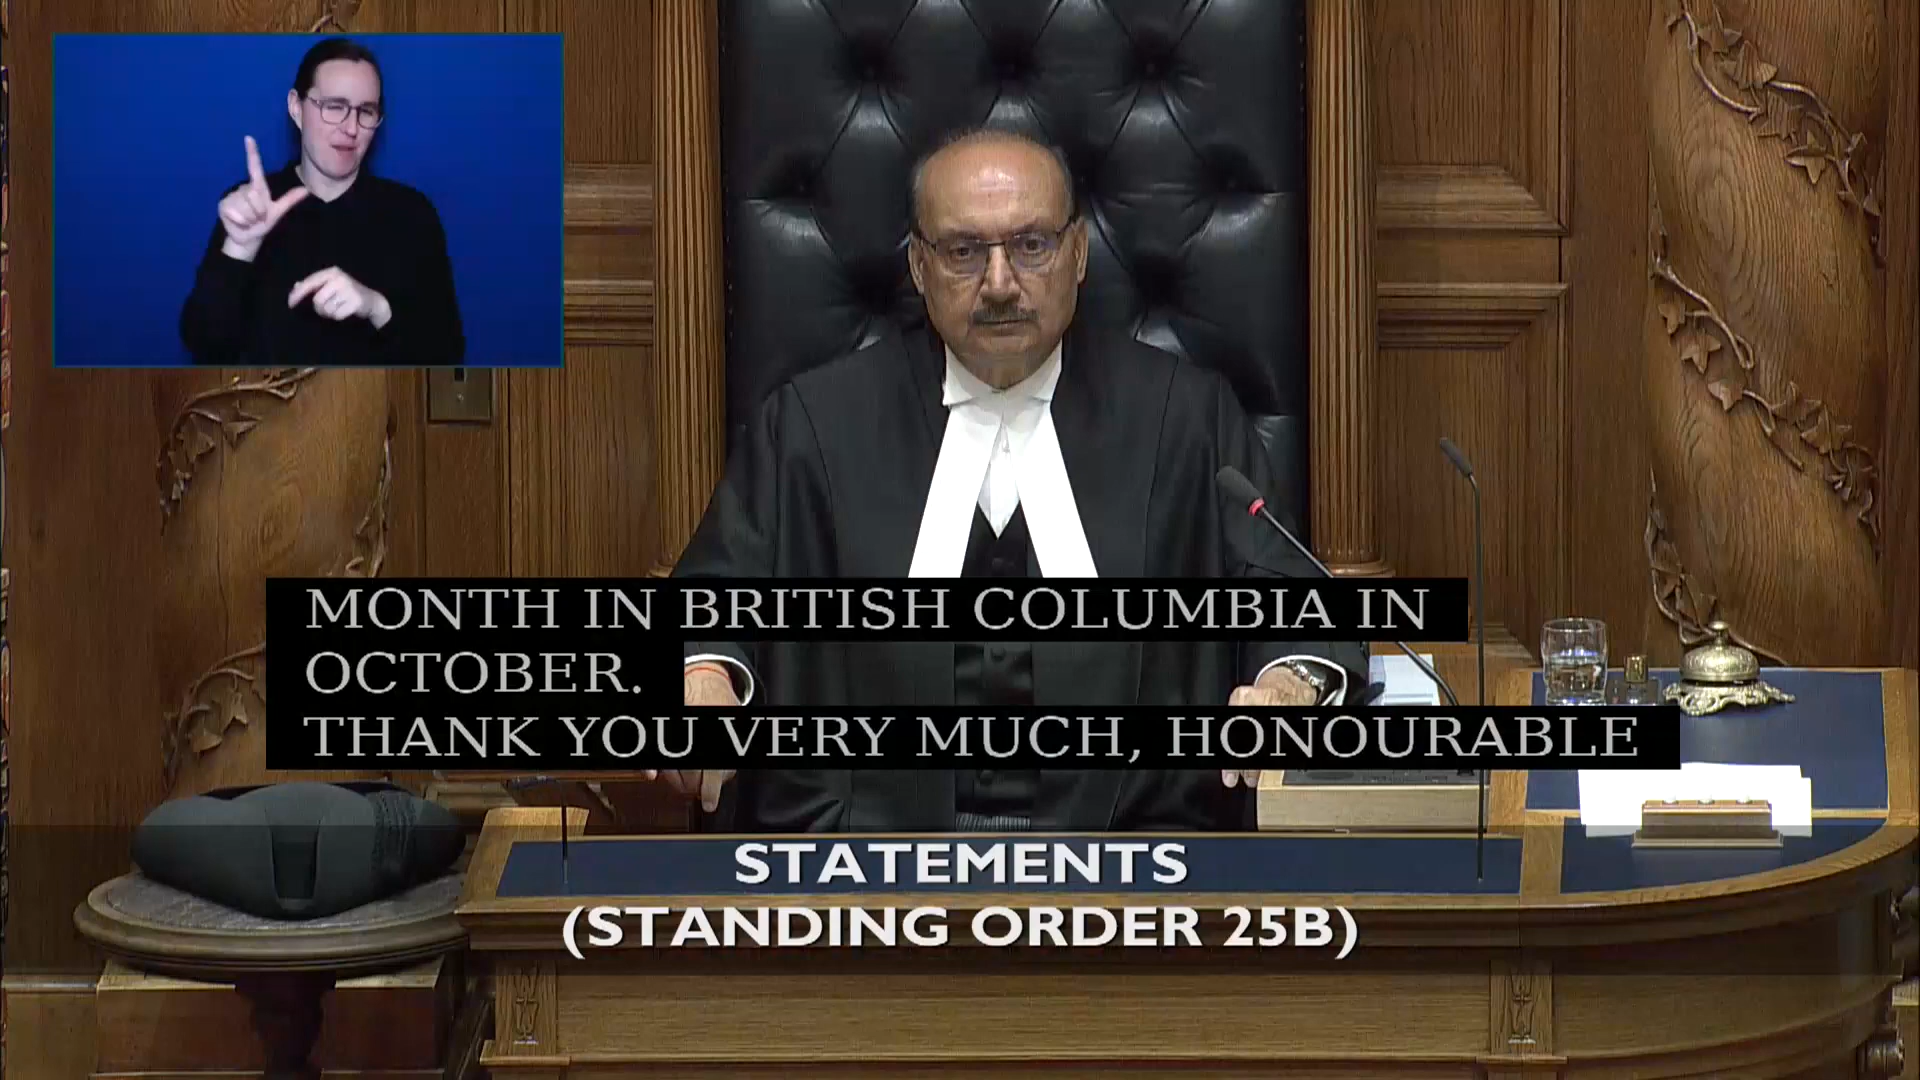 MONTH IN BRITISH COLUMBIA IN
OCTOBER.
THANK YOU VERY MUCH, HONOURABLE
STATEMENTS
(STANDING ORDER 25B)